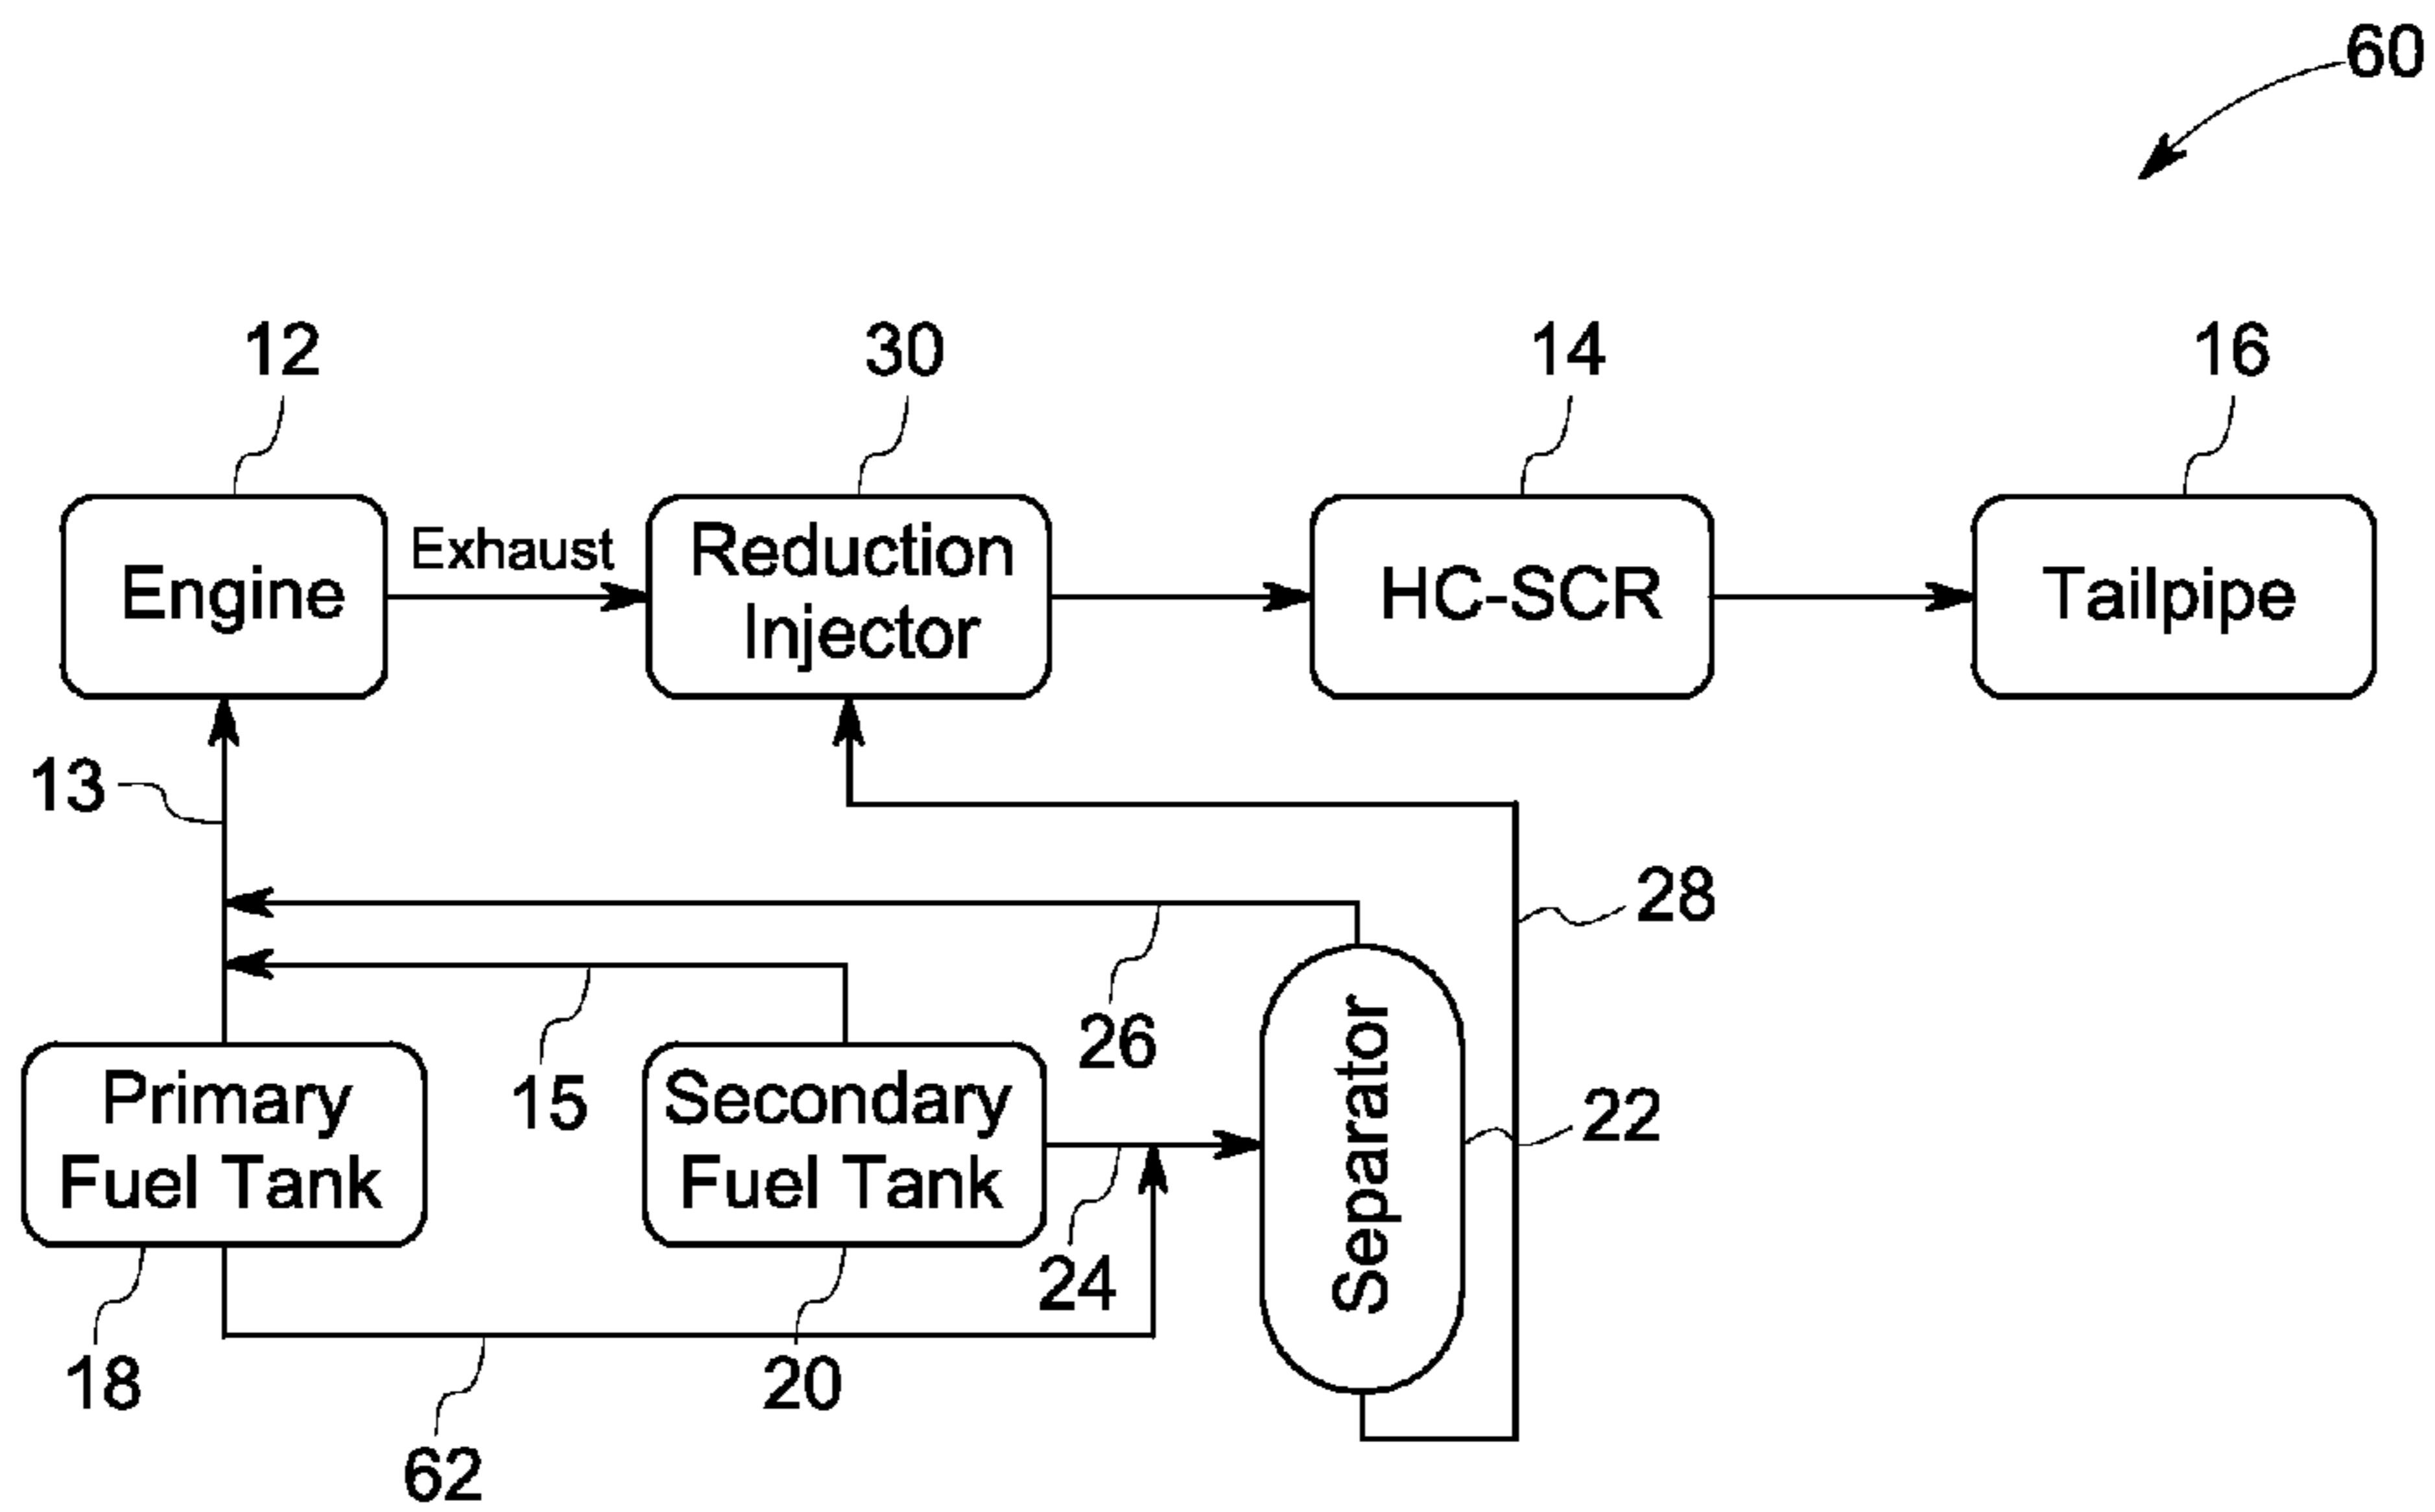 60
12
30
14
16
Engine
Exhaust
Reduction
Injector
HC-SCR
Tailpipe
13
28
26
15
Primary
Fuel Tank
Secondary
Fuel Tank
Separator
22
24
18
20
62